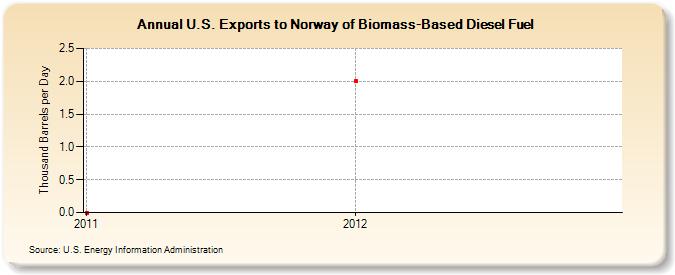 Annual U.S. Exports to Norway of Biomass-Based Diesel Fuel
Thousand Barrels per Day
2.5
2.0
1.5
1.0
0.5
0.0
2011 2012
Source: U.S. Energy Information Administration